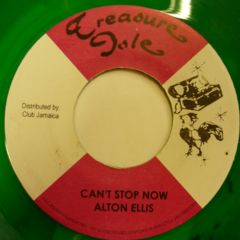 Treasure
Isle
Distributed by
Club Jamaica
CAN'T STOP NOW
ALTON ELLIS